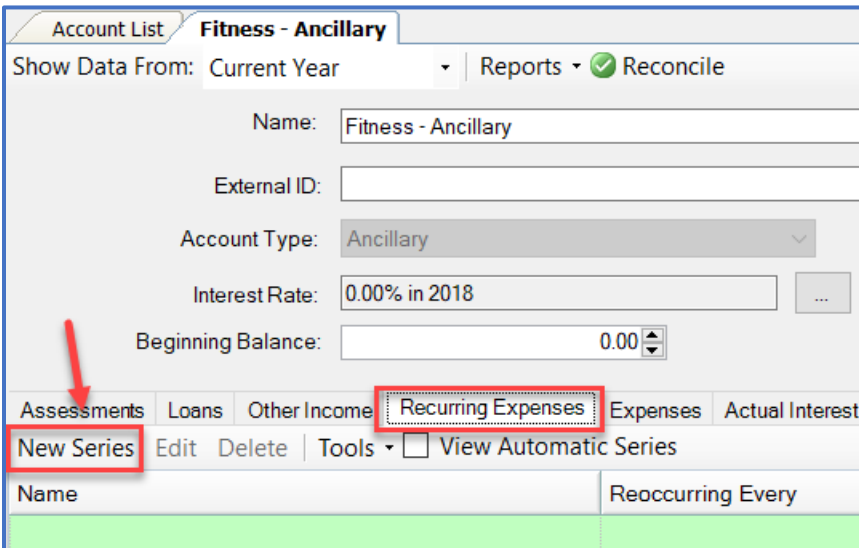 Account List Fitness - Ancillary
Show Data From: Current Year Reports Reconcile
Name: Fitness - Ancillary
External ID:
Account Type: Ancillary
Interest Rate: 0.00% in 2018 ...
Beginning Balance: 0.00
Assessments Loans Other Income Recurring Expenses Expenses Actual Interest
New Series Edit Delete Tools View Automatic Series
Name Reoccurring Every